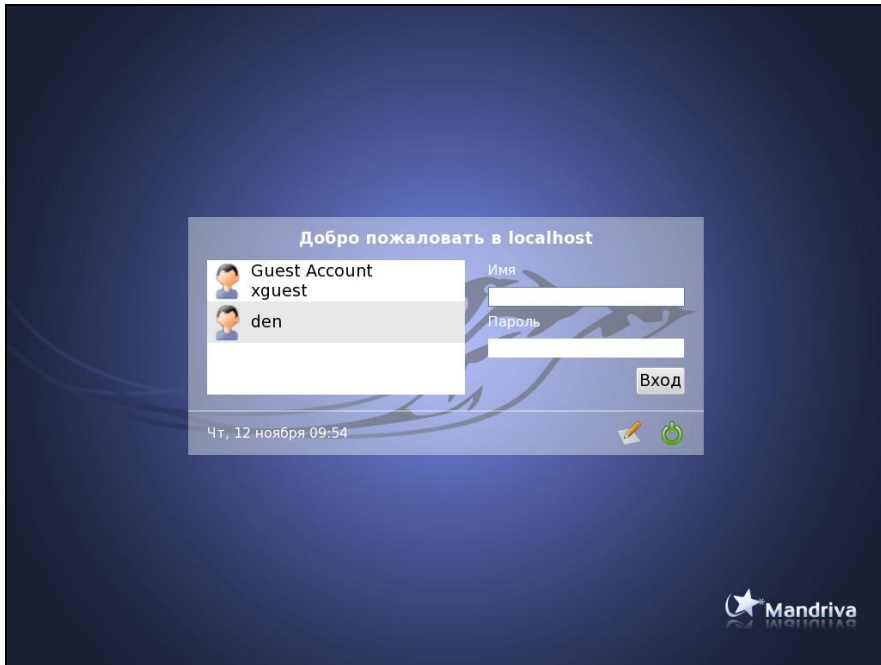 Добро пожаловать в localhost
Guest Account
xguest
den
Имя
Пароль
Вход
Чт, 12 ноября 09:54
Mandriva